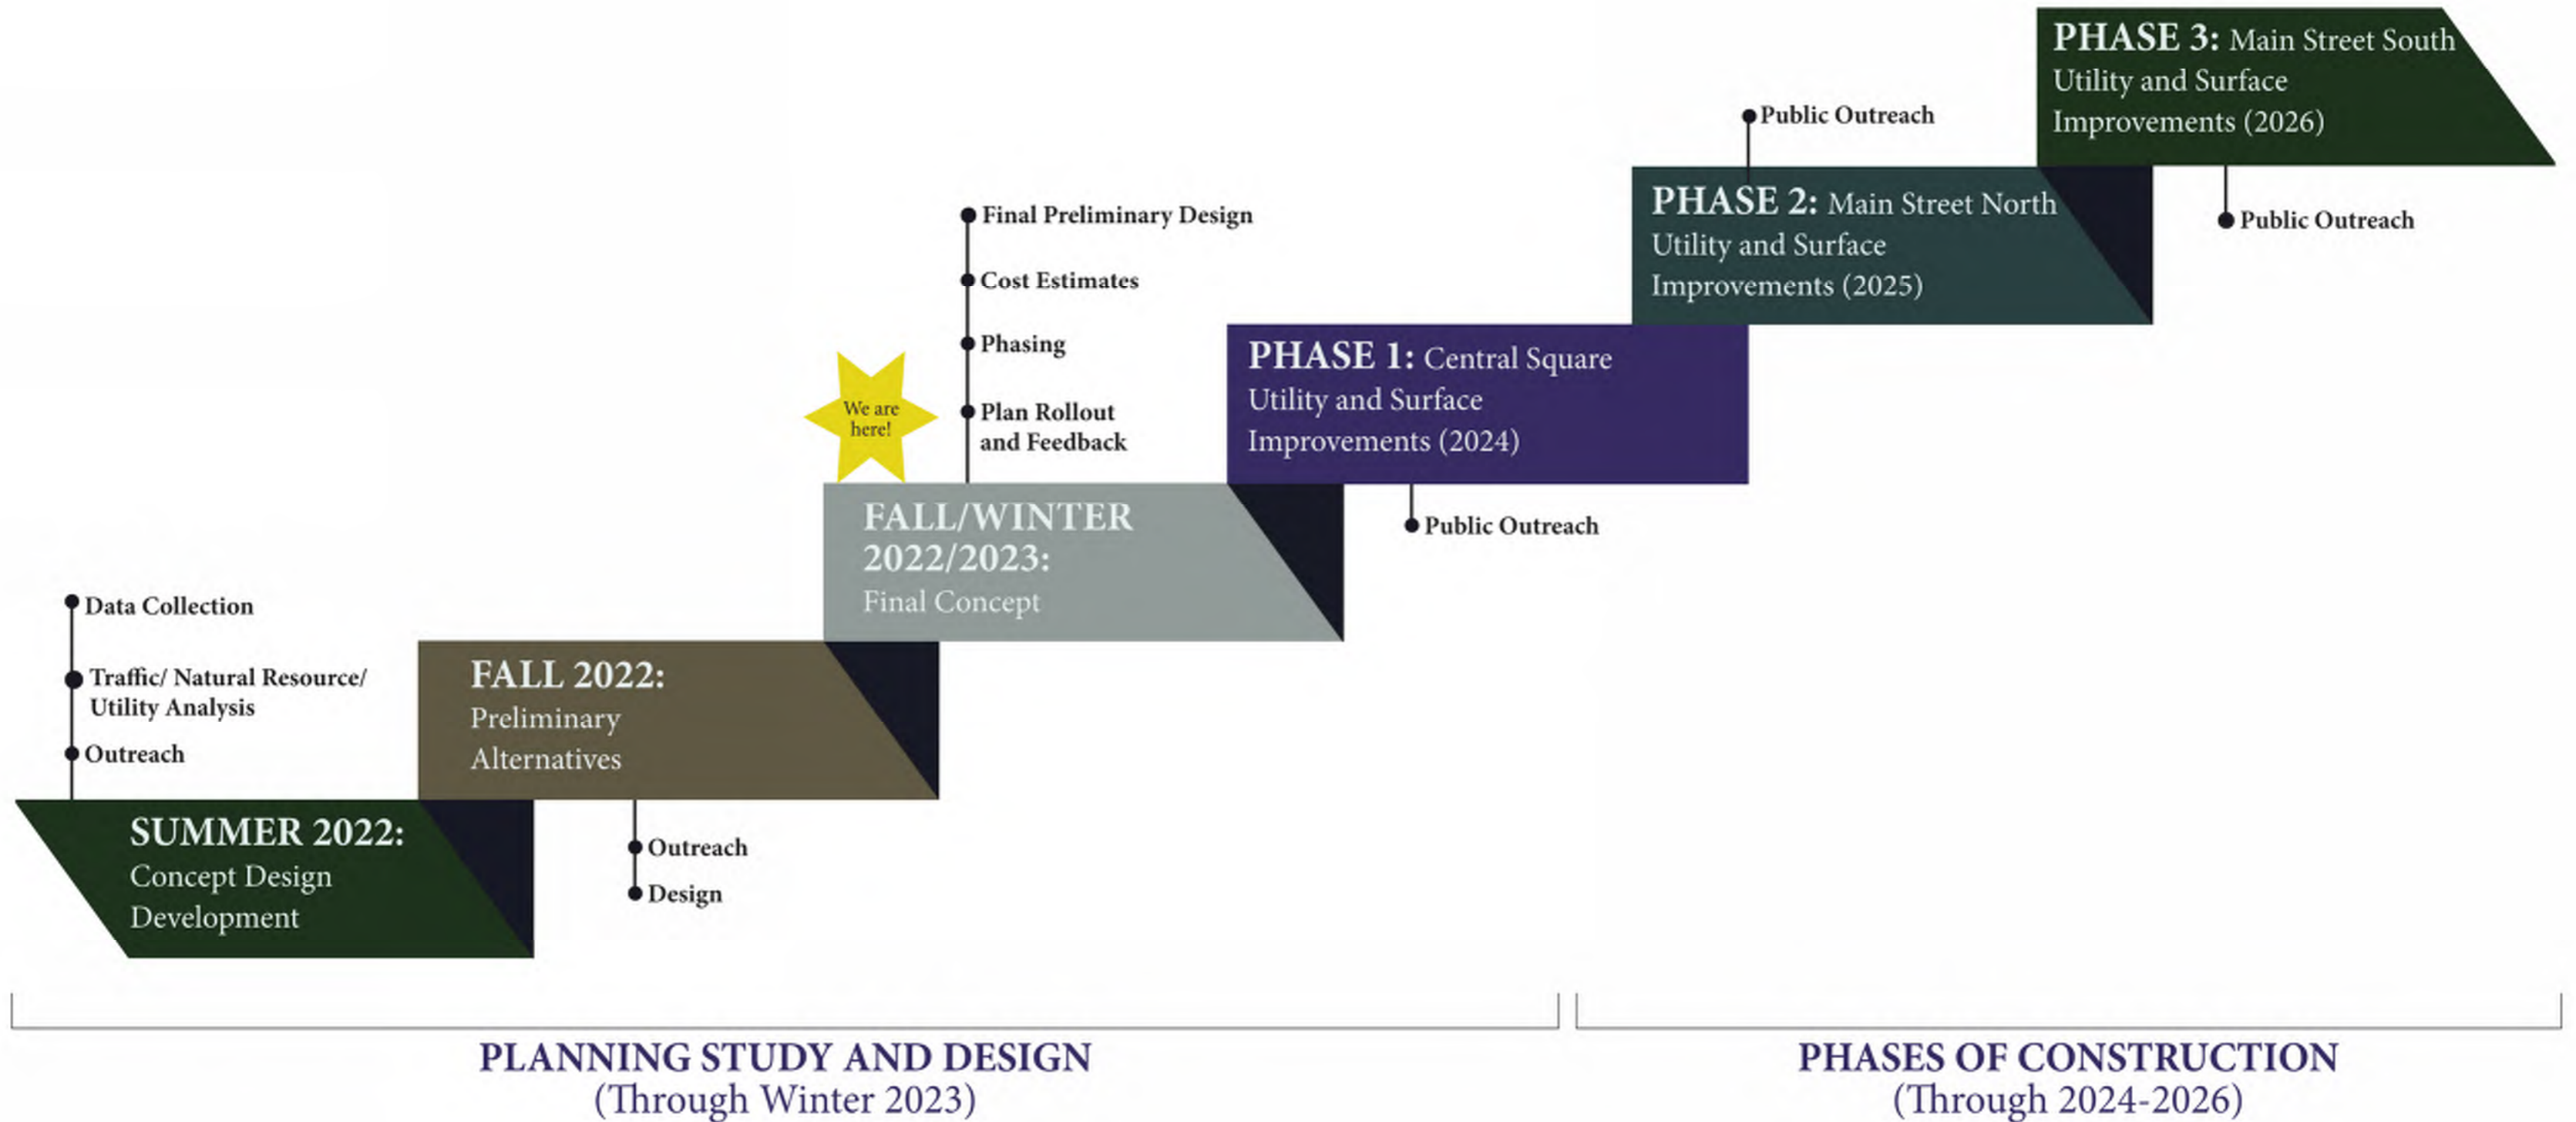 PHASE 3: Main Street South
Utility and Surface
Improvements (2026)
Public Outreach
PHASE 2: Main Street North
Utility and Surface
Improvements (2025)
Public Outreach
Final Preliminary Design
Cost Estimates
Phasing
Plan Rollout
and Feedback
We are
here!
PHASE 1: Central Square
Utility and Surface
Improvements (2024)
Public Outreach
FALL/WINTER
2022/2023:
Final Concept
Data Collection
Traffic/ Natural Resource/
Utility Analysis
Outreach
FALL 2022:
Preliminary
Alternatives
Outreach
Design
SUMMER 2022:
Concept Design
Development
PLANNING STUDY AND DESIGN
(Through Winter 2023)
PHASES OF CONSTRUCTION
(Through 2024-2026)